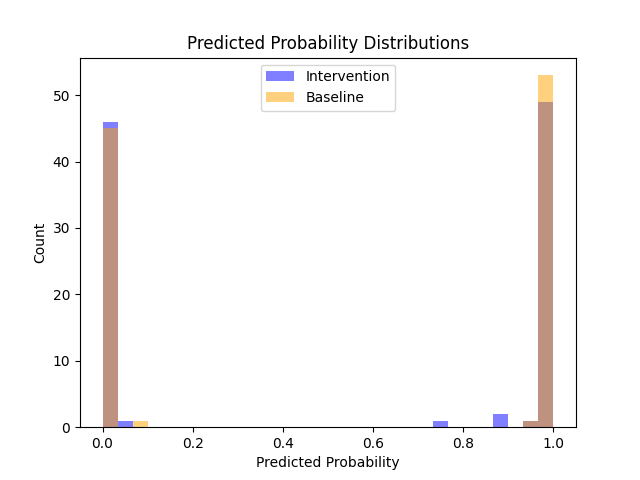 Predicted Probability Distributions
Intervention
Baseline
Count
50
40
30
20
10
0
0.0 0.2 0.4 0.6 0.8 1.0
Predicted Probability